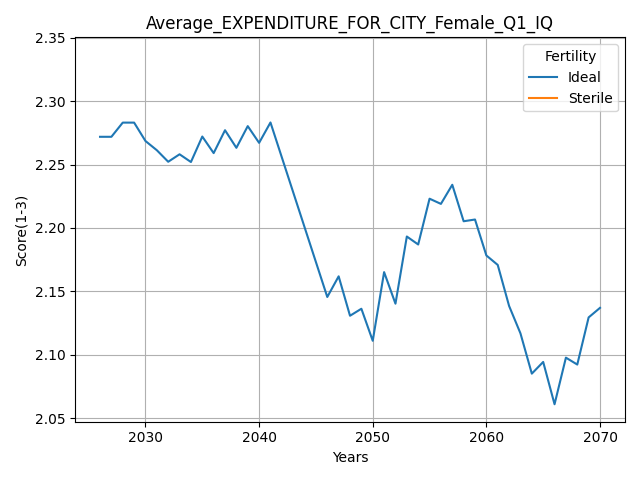 Average_EXPENDITURE_FOR_CITY_Female_Q1_IQ
2.35
2.30
2.25
2.20
2.15
2.10
2.05
Score(1-3)
Fertility
Ideal
Sterile
2030 2040 2050 2060 2070
Years